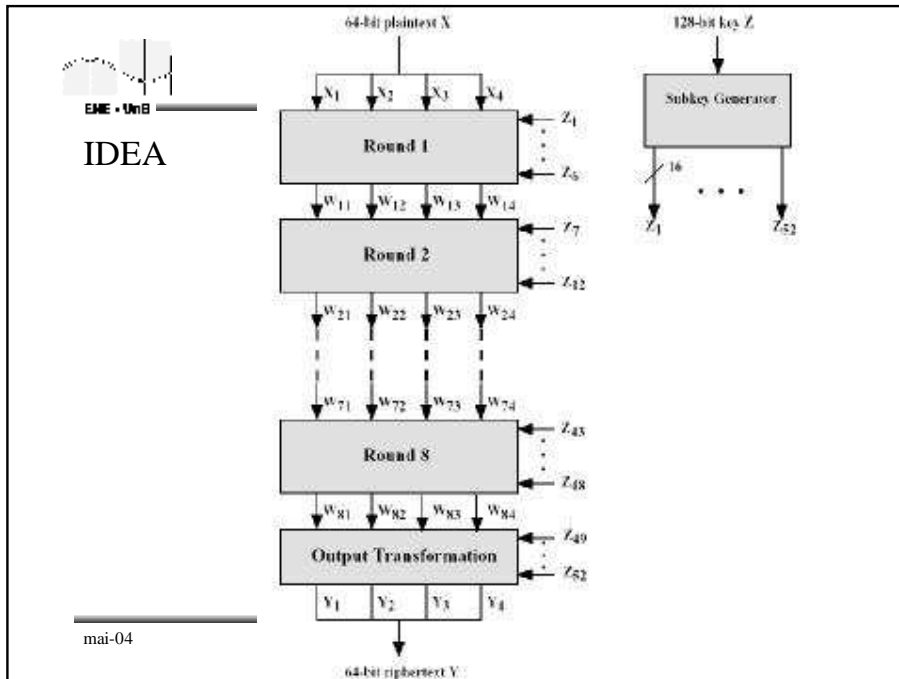 64-bit plaintext X
128-bit key Z
X1 X2 X3 X4
Subkey Generator
Z1
Round 1
Z6
16
W11 W12 W13 W14
Z1 Z52
Z7
Round 2
Z12
W21 W22 W23 W24
W71 W72 W73 W74
Z43
Round 8
Z48
W81 W82 W83 W84
Z49
Output Transformation
Z52
Y1 Y2 Y3 Y4
64-bit ciphertext Y
ENE • UnB
IDEA
mai-04